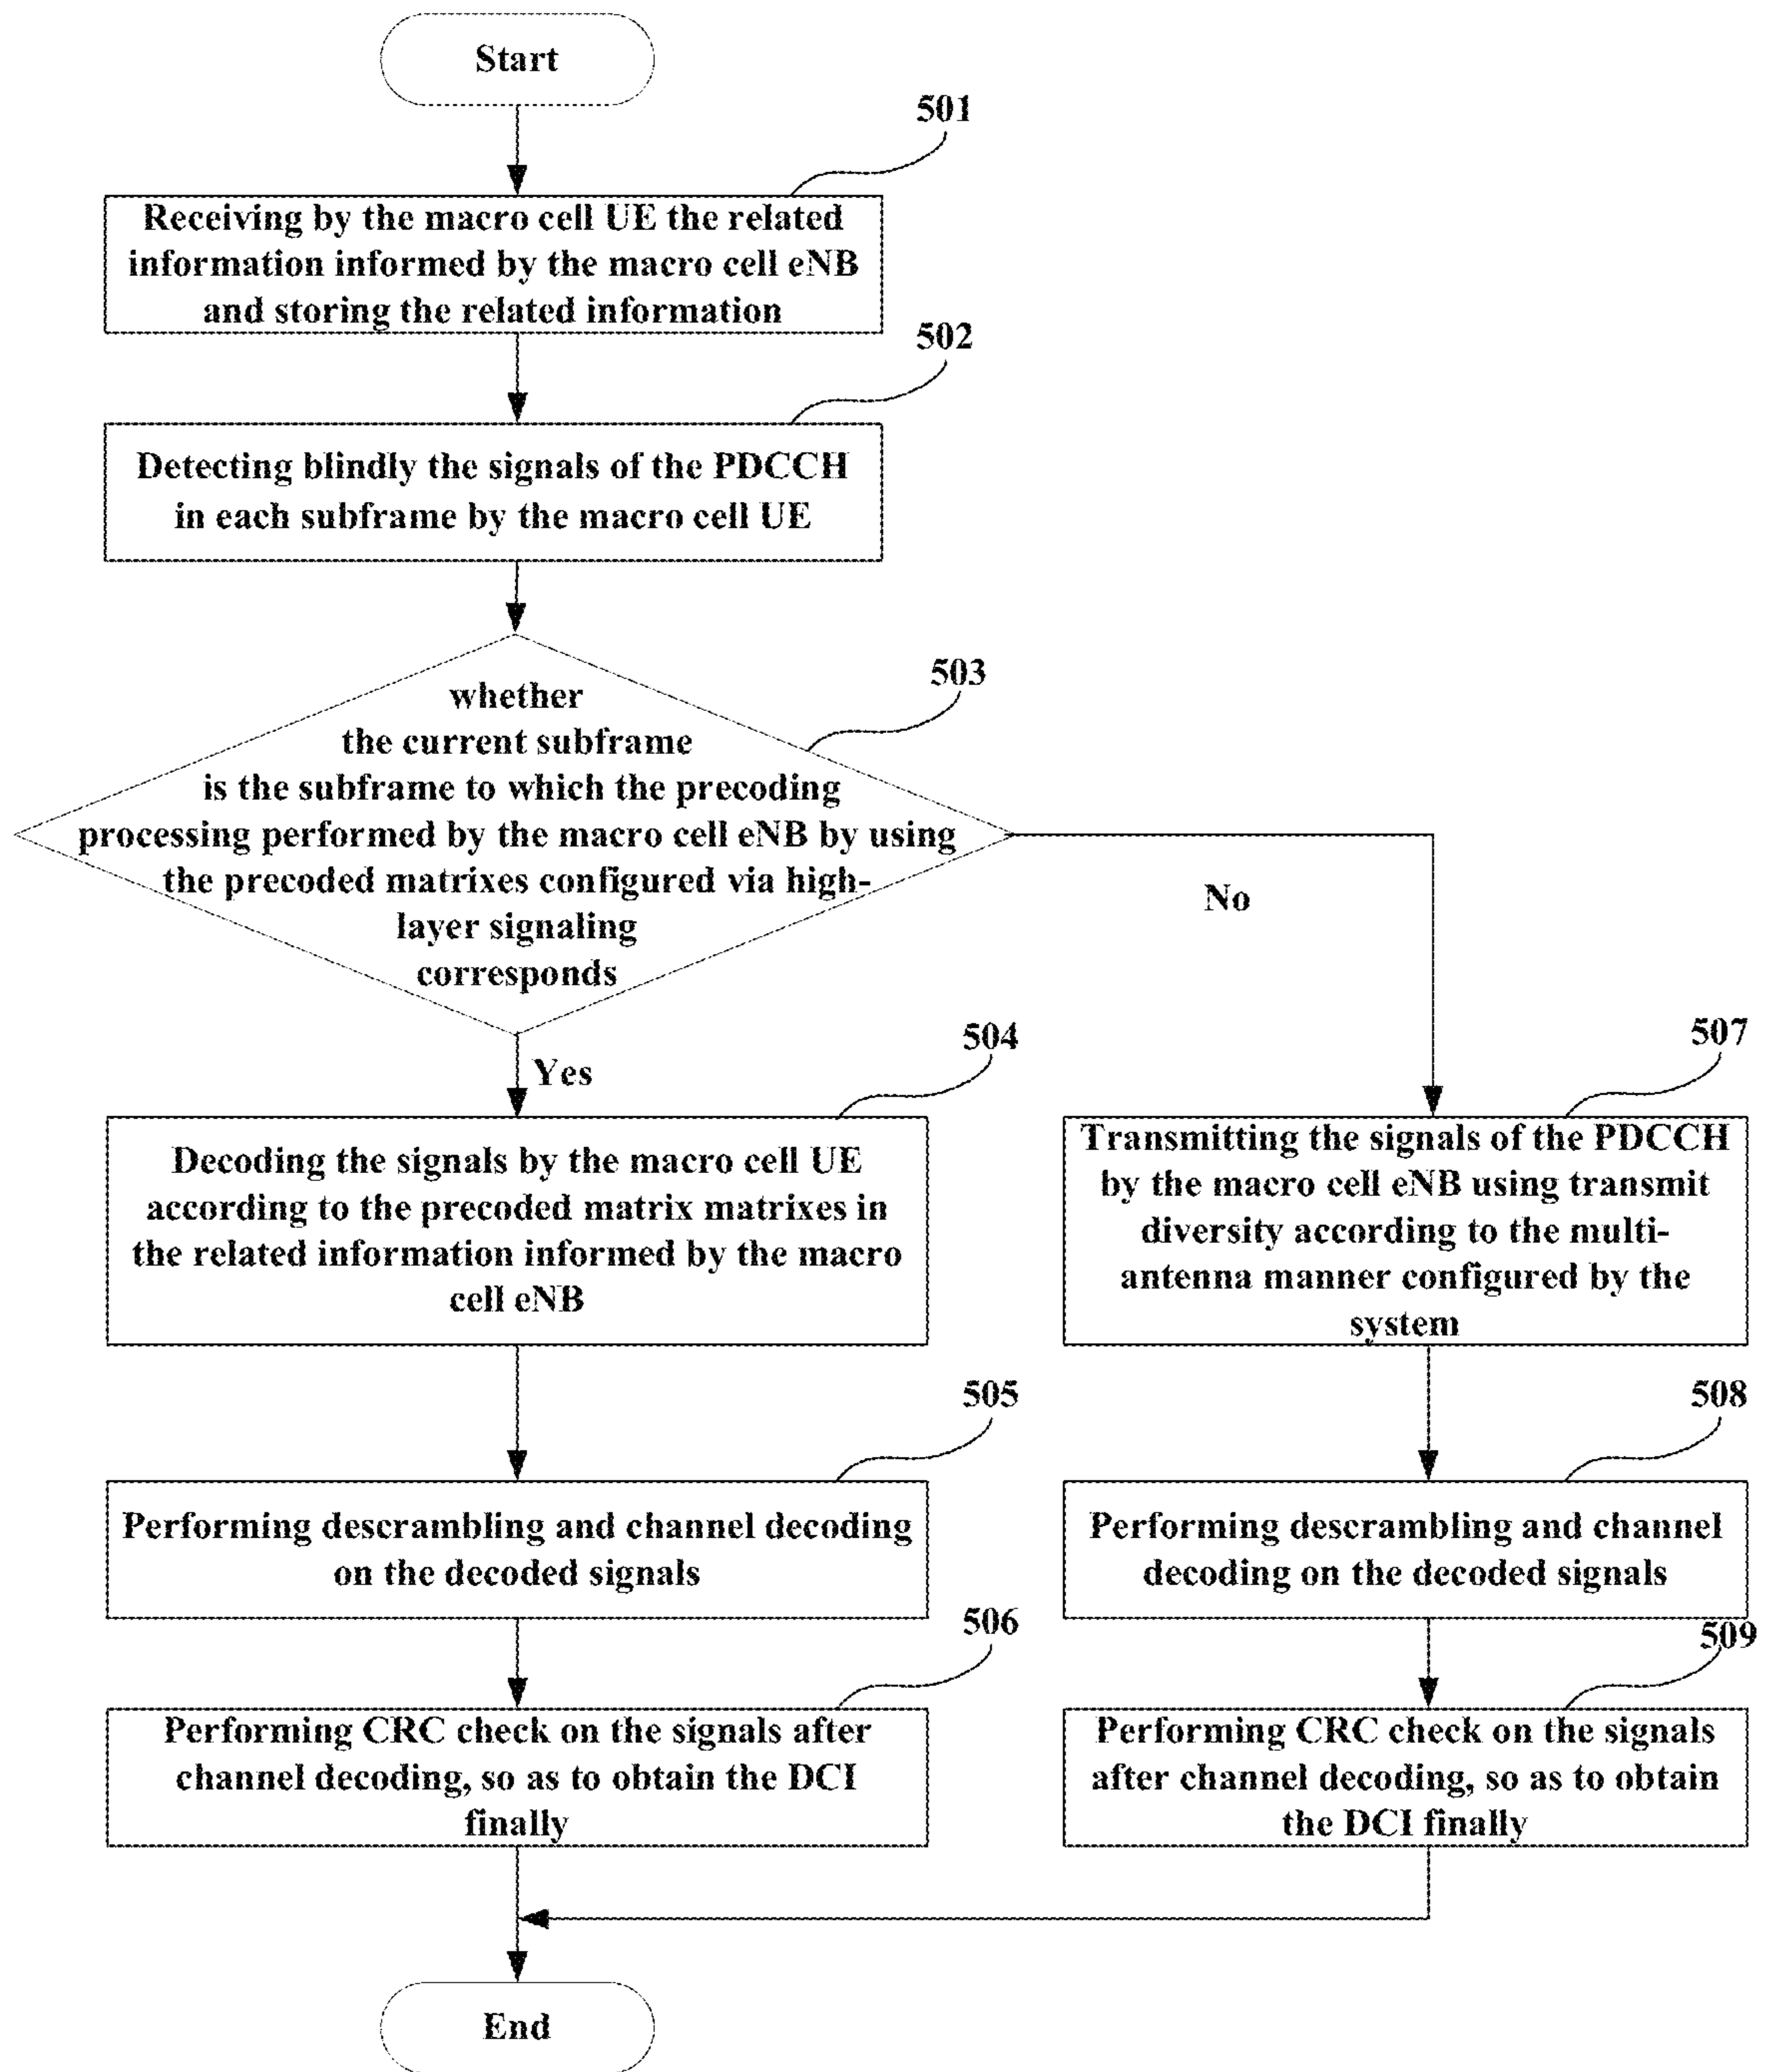 Start
501
Receiving by the macro cell UE the related
information informed by the macro cell eNB
and storing the related information
502
Detecting blindly the signals of the PDCCH
in each subframe by the macro cell UE
503
whether
the current subframe
is the subframe to which the precoding
processing performed by the macro cell eNB by using
the precoded matrixes configured via high-
layer signaling
corresponds
No
Yes
504
Decoding the signals by the macro cell UE
according to the precoded matrix matrixes in
the related information informed by the macro
cell eNB
505
Performing descrambling and channel decoding
on the decoded signals
506
Performing CRC check on the signals after
channel decoding, so as to obtain the DCI
finally
507
Transmitting the signals of the PDCCH
by the macro cell eNB using transmit
diversity according to the multi-
antenna manner configured by the
system
508
Performing descrambling and channel
decoding on the decoded signals
509
Performing CRC check on the signals
after channel decoding, so as to obtain
the DCI finally
End